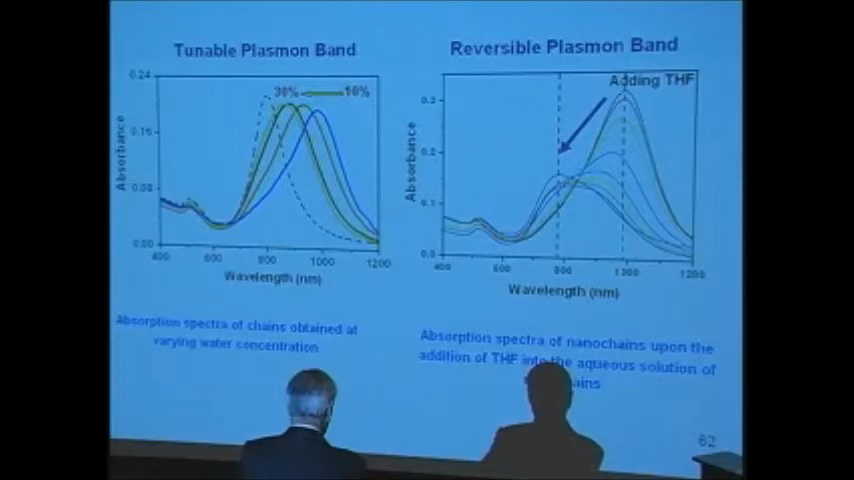 Tunable Plasmon Band
Reversible Plasmon Band
0.24
0.16
0.08
0.00
Absorbance
30%
10%
400
600
800
1000
1200
Wavelength (nm)
Adding THF
0.3
0.2
0.1
0.0
Absorbance
400
600
800
1000
1200
Wavelength (nm)
Absorption spectra of chains obtained at
varying water concentration
Absorption spectra of nanochains upon the
addition of THF into the aqueous solution of
62